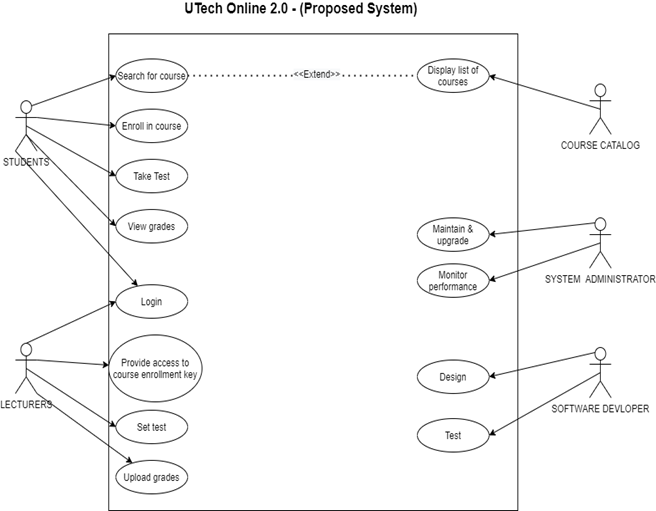 UTech Online 2.0 - (Proposed System)
Search for course
<<Extend>>
Display list of
courses
Enroll in course
COURSE CATALOG
STUDENTS
Take Test
View grades
Maintain &
upgrade
Monitor
performance
SYSTEM ADMINISTRATOR
Login
Provide access to
course enrollment key
Design
LECTURERS
SOFTWARE DEVLOPER
Set test
Test
Upload grades